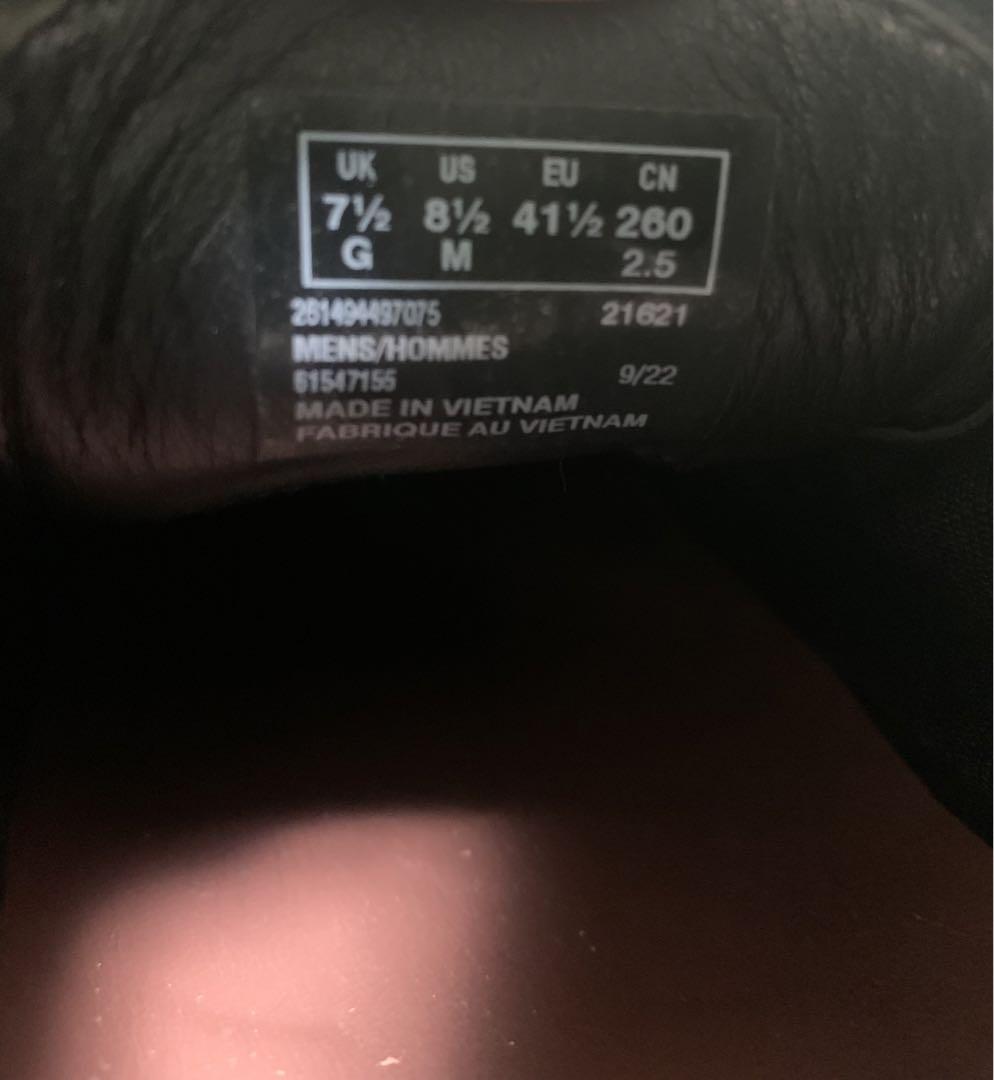 UK US EU CN
7½ 8½ 41½ 260
G M 2.5
261494497075 21621
MENS/HOMMES
61547155 9/22
MADE IN VIETNAM
FABRIQUE AU VIETNAM